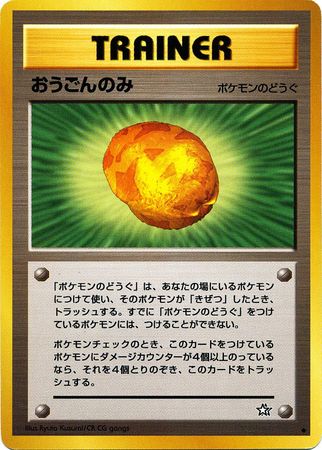 TRAINER
おうごんのみ
ポケモンのどうぐ
「ポケモンのどうぐ」は、あなたの場にいるポケモン
につけて使い、そのポケモンが「きぜつ」したとき、
トラッシュする。すでに「ポケモンのどうぐ」をつけ
ているポケモンには、つけることができない。
ポケモンチェックのとき、このカードをつけている
ポケモンにダメージカウンターが4個以上のってい
るなら、それを4個とりのぞき、このカードをトラッ
シュする。
Illus. Ryuta Kusumi/CR CG gangs